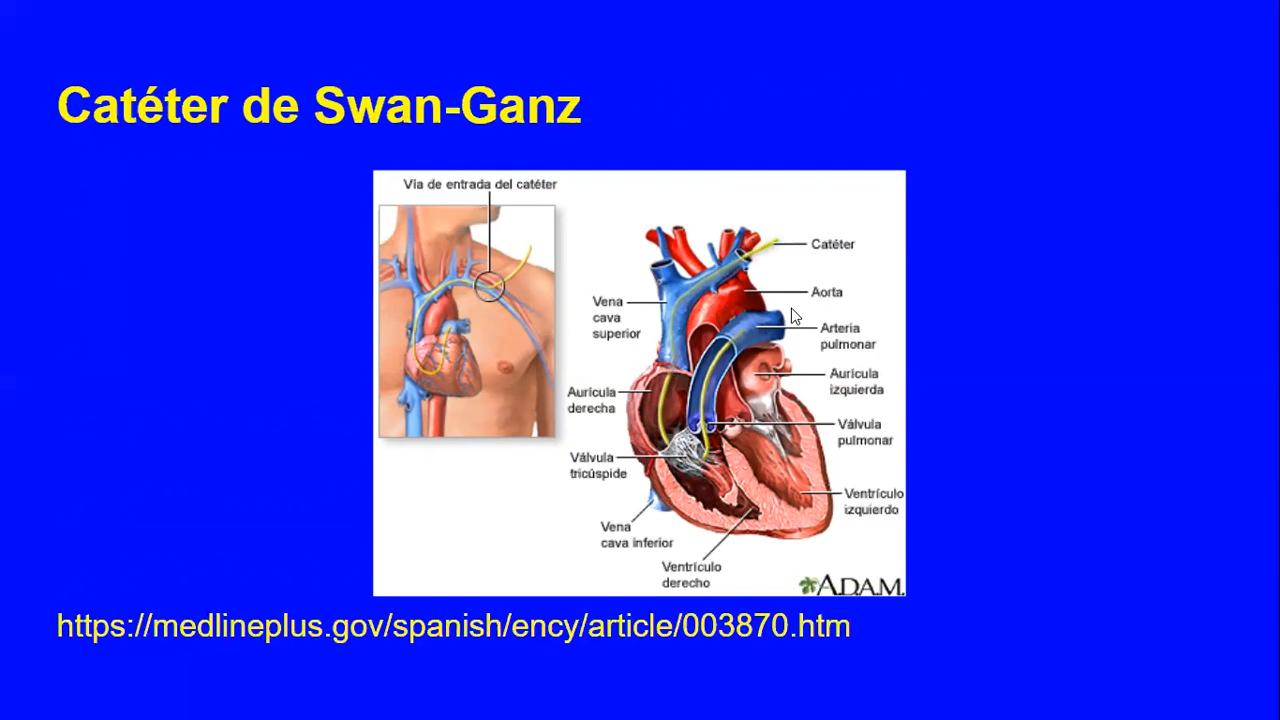 Catéter de Swan-Ganz
Vía de entrada del catéter
Catéter
Aorta
Vena
cava
superior
Arteria
pulmonar
Aurícula
izquierda
Aurícula
derecha
Válvula
pulmonar
Válvula
tricúspide
Ventrículo
izquierdo
Vena
cava inferior
Ventrículo
derecho
A.D.A.M.
https://medlineplus.gov/spanish/ency/article/003870.htm